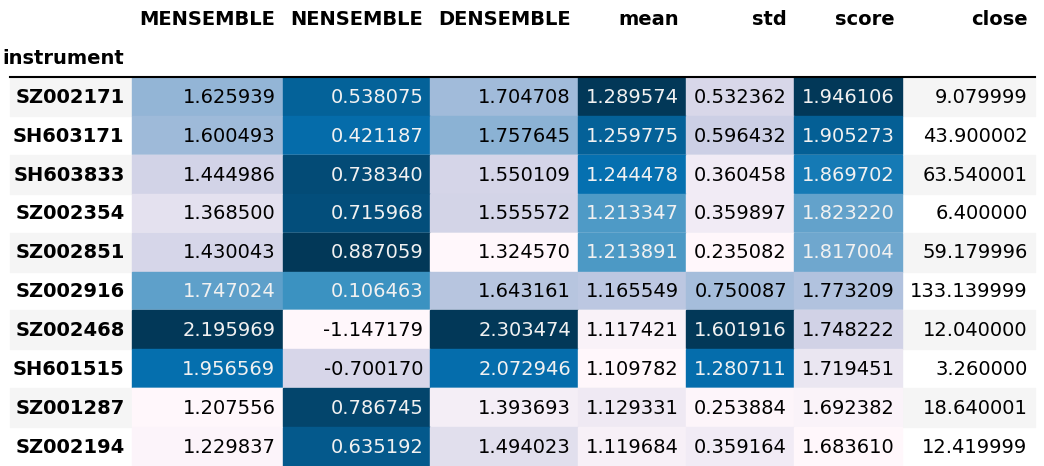 MENSEMBLE NENSEMBLE DENSEMBLE mean std score close
instrument
SZ002171 1.625939 0.538075 1.704708 1.289574 0.532362 1.946106 9.079999
SH603171 1.600493 0.421187 1.757645 1.259775 0.596432 1.905273 43.900002
SH603833 1.444986 0.738340 1.550109 1.244478 0.360458 1.869702 63.540001
SZ002354 1.368500 0.715968 1.555572 1.213347 0.359897 1.823220 6.400000
SZ002851 1.430043 0.887059 1.324570 1.213891 0.235082 1.817004 59.179996
SZ002916 1.747024 0.106463 1.643161 1.165549 0.750087 1.773209 133.139999
SZ002468 2.195969 -1.147179 2.303474 1.117421 1.601916 1.748222 12.040000
SH601515 1.956569 -0.700170 2.072946 1.109782 1.280711 1.719451 3.260000
SZ001287 1.207556 0.786745 1.393693 1.129331 0.253884 1.692382 18.640001
SZ002194 1.229837 0.635192 1.494023 1.119684 0.359164 1.683610 12.419999